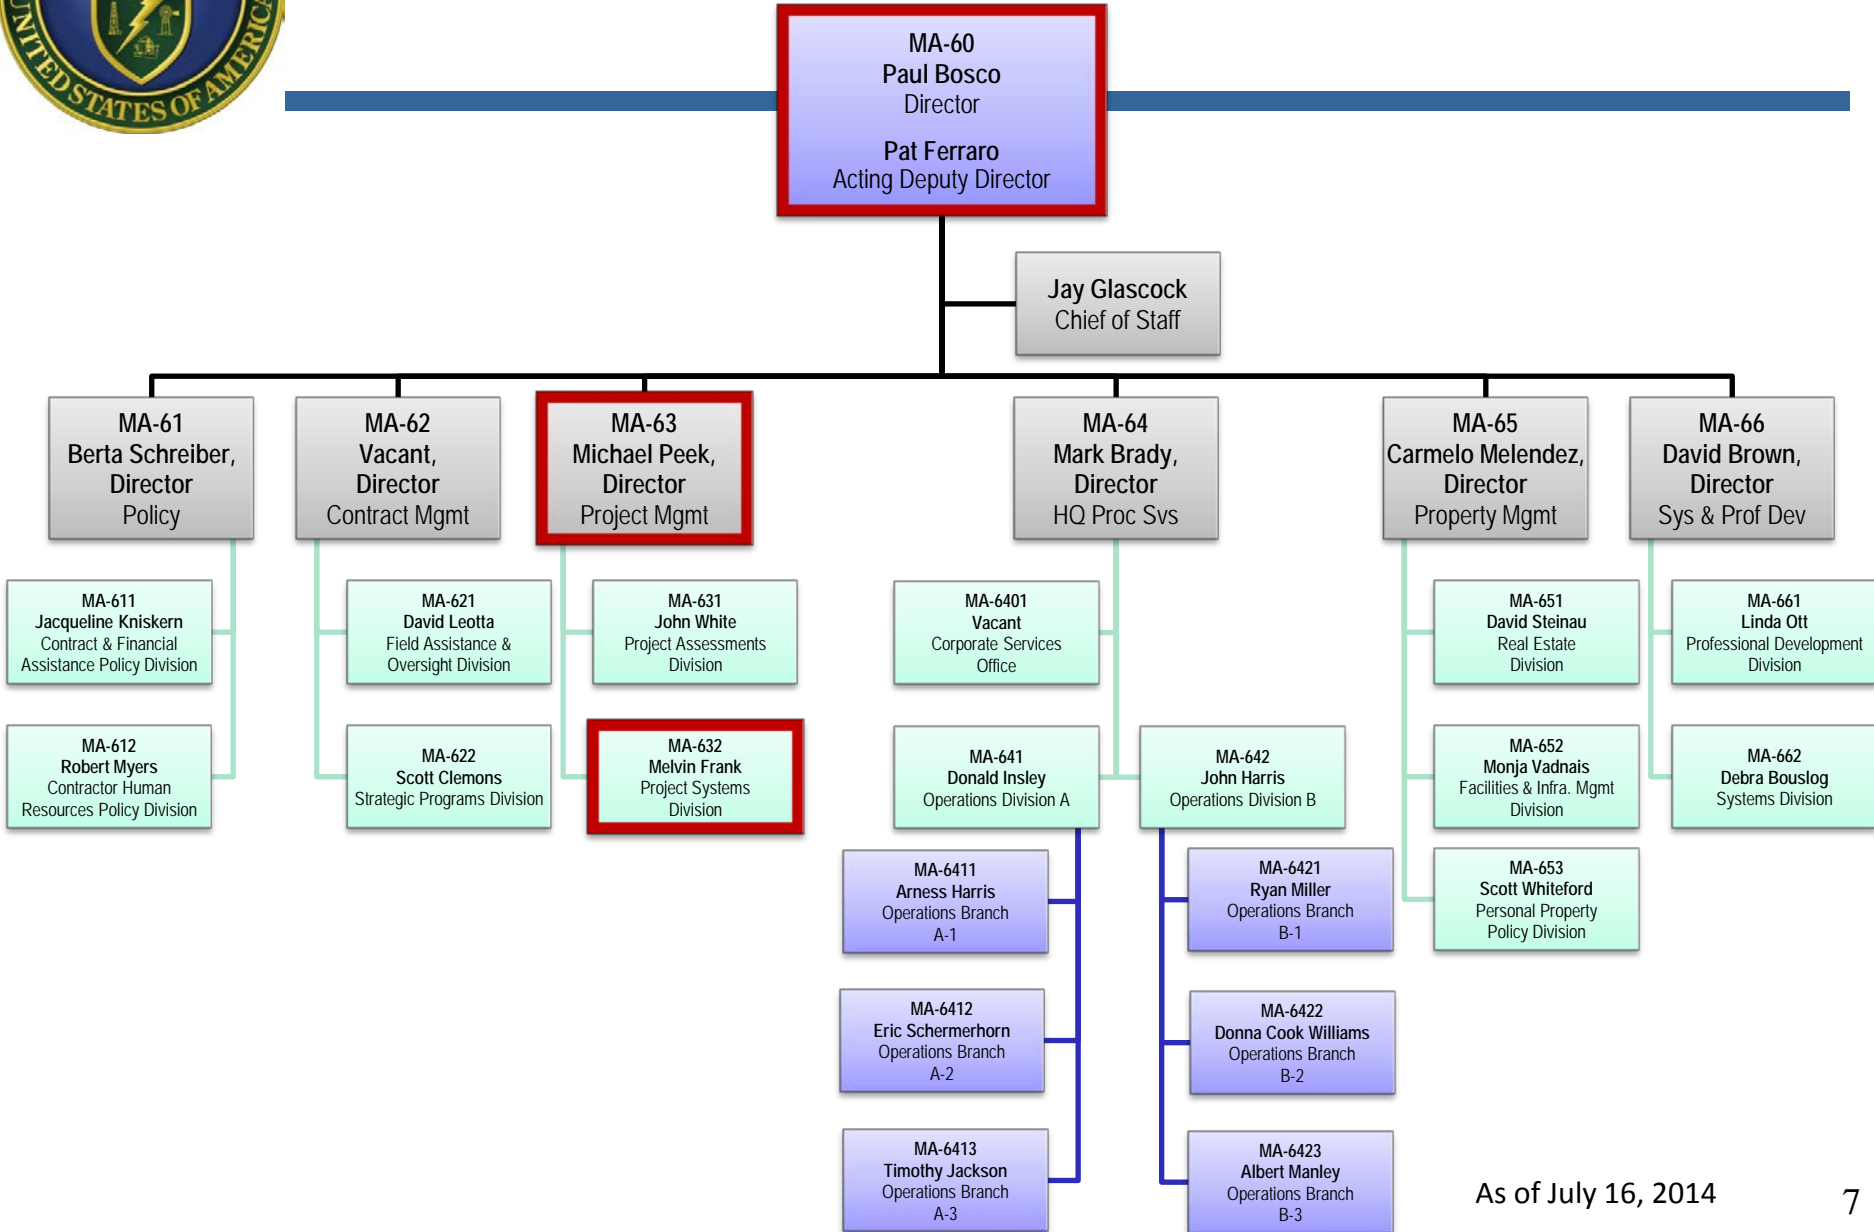 UNITED STATES OF AMERICA
MA-60
Paul Bosco
Director
Pat Ferraro
Acting Deputy Director
Jay Glascock
Chief of Staff
MA-61
Berta Schreiber,
Director
Policy
MA-62
Vacant,
Director
Contract Mgmt
MA-63
Michael Peek,
Director
Project Mgmt
MA-64
Mark Brady,
Director
HQ Proc Svs
MA-65
Carmelo Melendez,
Director
Property Mgmt
MA-66
David Brown,
Director
Sys & Prof Dev
MA-611
Jacqueline Kniskern
Contract & Financial
Assistance Policy Division
MA-621
David Leotta
Field Assistance &
Oversight Division
MA-631
John White
Project Assessments
Division
MA-6401
Vacant
Corporate Services
Office
MA-651
David Steinau
Real Estate
Division
MA-661
Linda Ott
Professional Development
Division
MA-612
Robert Myers
Contractor Human
Resources Policy Division
MA-622
Scott Clemons
Strategic Programs Division
MA-632
Melvin Frank
Project Systems
Division
MA-641
Donald Insley
Operations Division A
MA-642
John Harris
Operations Division B
MA-652
Monja Vadnais
Facilities & Infra. Mgmt
Division
MA-662
Debra Bouslog
Systems Division
MA-6411
Arness Harris
Operations Branch
A-1
MA-6421
Ryan Miller
Operations Branch
B-1
MA-653
Scott Whiteford
Personal Property
Policy Division
MA-6412
Eric Schermerhorn
Operations Branch
A-2
MA-6422
Donna Cook Williams
Operations Branch
B-2
MA-6413
Timothy Jackson
Operations Branch
A-3
MA-6423
Albert Manley
Operations Branch
B-3
As of July 16, 2014
7